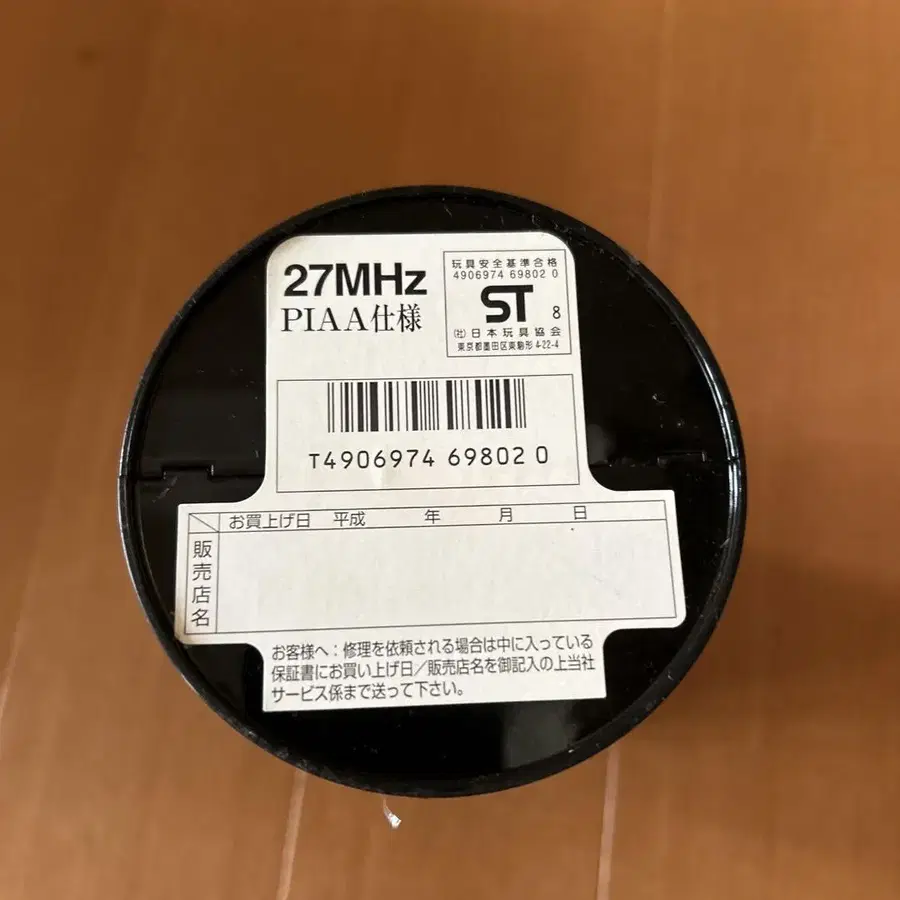 27MHz
PIAA仕様
玩具安全基準合格
4906974 69802 0
ST 8
(社)日本玩具協会
東京都墨田区東駒形4-22-4
T4906974 69802 0
お買上げ日 平成 年 月 日
販売店名
お客様へ：修理を依頼される場合は中に入っている
保証書にお買い上げ日／販売店名を御記入の上当社
サービス係まで送って下さい。